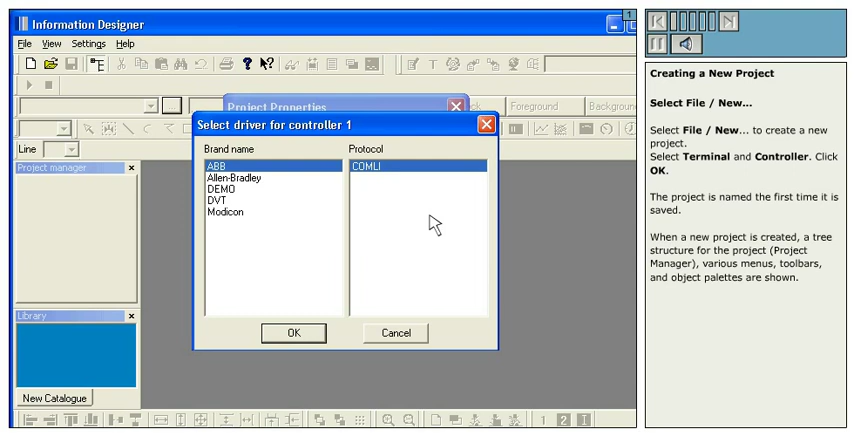 Information Designer
1
File View Settings Help
T
Project Properties
ck
Foreground
Background
Select driver for controller 1
Line
Brand name
Protocol
Project manager
ABB
COMLI
Allen-Bradley
DEMO
DVT
Modicon
Library
OK
Cancel
New Catalogue
1 2
Creating a New Project
Select File / New...
Select File / New... to create a new
project.
Select Terminal and Controller. Click
OK.
The project is named the first time it is
saved.
When a new project is created, a tree
structure for the project (Project
Manager), various menus, toolbars,
and object palettes are shown.